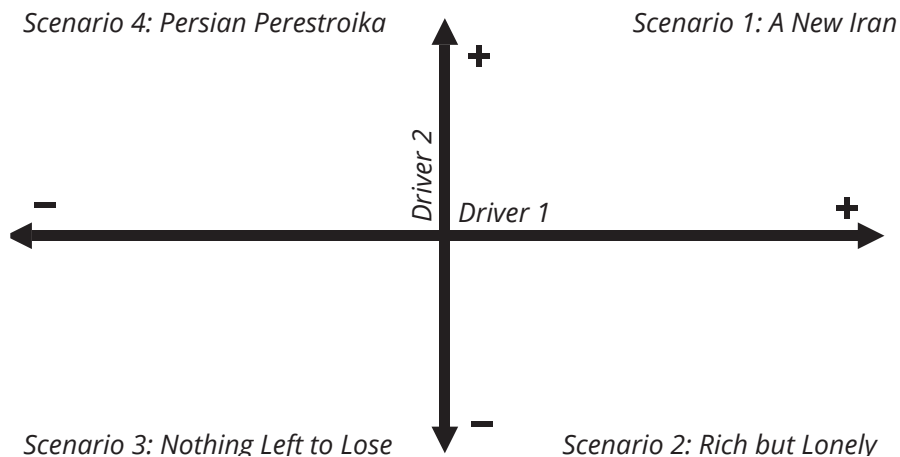 Scenario 4: Persian Perestroika
Scenario 1: A New Iran
+
Driver 2
− Driver 1 +
−
Scenario 3: Nothing Left to Lose
Scenario 2: Rich but Lonely